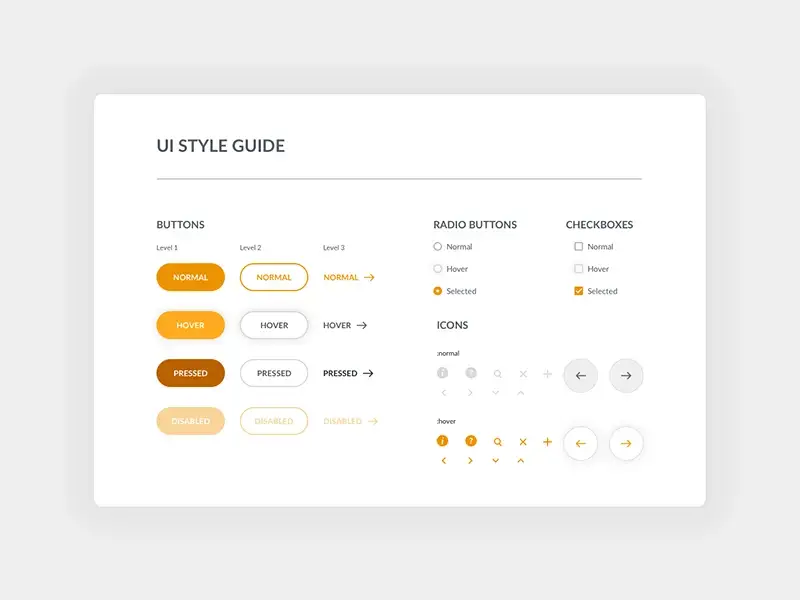 UI STYLE GUIDE
BUTTONS
Level 1 Level 2 Level 3
NORMAL NORMAL NORMAL
HOVER HOVER HOVER
PRESSED PRESSED PRESSED
DISABLED DISABLED DISABLED
RADIO BUTTONS
Normal
Hover
Selected
CHECKBOXES
Normal
Hover
Selected
ICONS
:normal
i ?
:hover
i ?